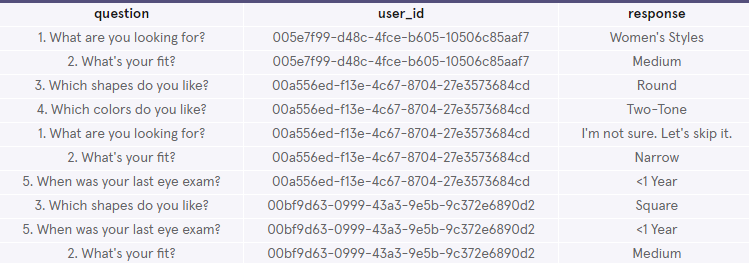 question user_id response
1. What are you looking for? 005e7f99-d48c-4fce-b605-10506c85aaf7 Women's Styles
2. What's your fit? 005e7f99-d48c-4fce-b605-10506c85aaf7 Medium
3. Which shapes do you like? 00a556ed-f13e-4c67-8704-27e3573684cd Round
4. Which colors do you like? 00a556ed-f13e-4c67-8704-27e3573684cd Two-Tone
1. What are you looking for? 00a556ed-f13e-4c67-8704-27e3573684cd I'm not sure. Let's skip it.
2. What's your fit? 00a556ed-f13e-4c67-8704-27e3573684cd Narrow
5. When was your last eye exam? 00a556ed-f13e-4c67-8704-27e3573684cd <1 Year
3. Which shapes do you like? 00bf9d63-0999-43a3-9e5b-9c372e6890d2 Square
5. When was your last eye exam? 00bf9d63-0999-43a3-9e5b-9c372e6890d2 <1 Year
2. What's your fit? 00bf9d63-0999-43a3-9e5b-9c372e6890d2 Medium